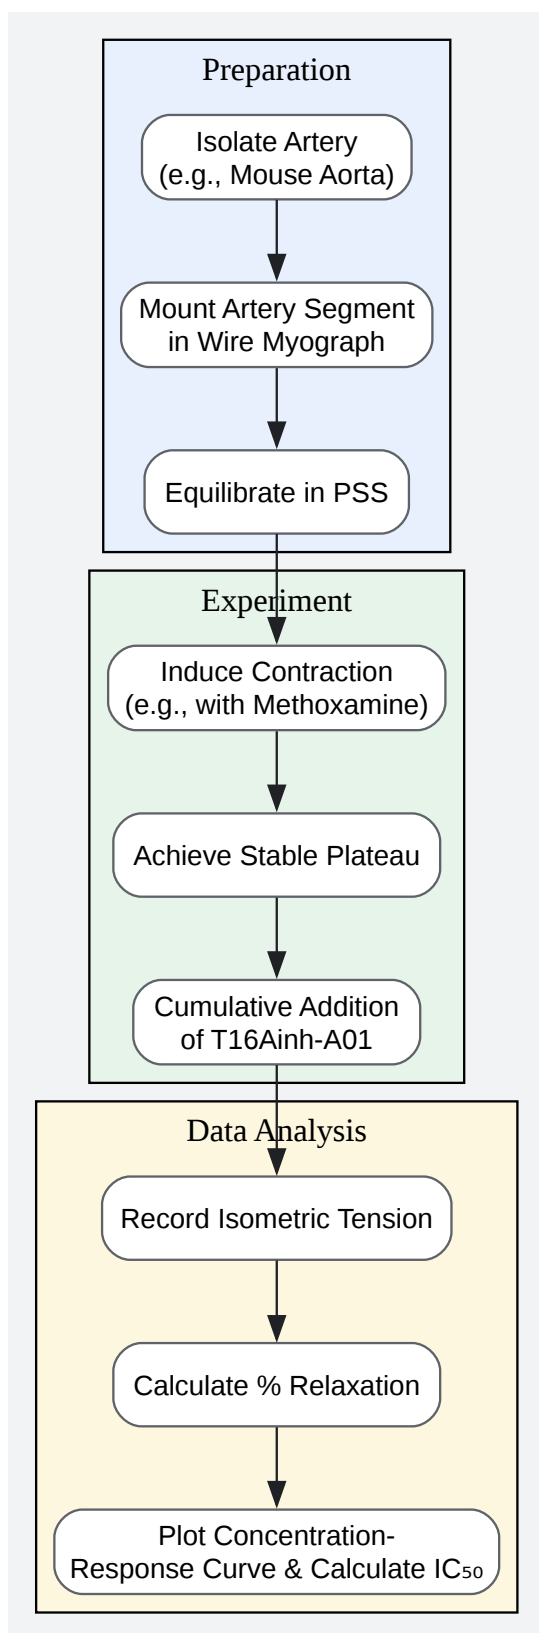 Preparation
Isolate Artery
(e.g., Mouse Aorta)
Mount Artery Segment
in Wire Myograph
Equilibrate in PSS
Experiment
Induce Contraction
(e.g., with Methoxamine)
Achieve Stable Plateau
Cumulative Addition
of T16Ainh-A01
Data Analysis
Record Isometric Tension
Calculate % Relaxation
Plot Concentration-
Response Curve & Calculate IC₅₀